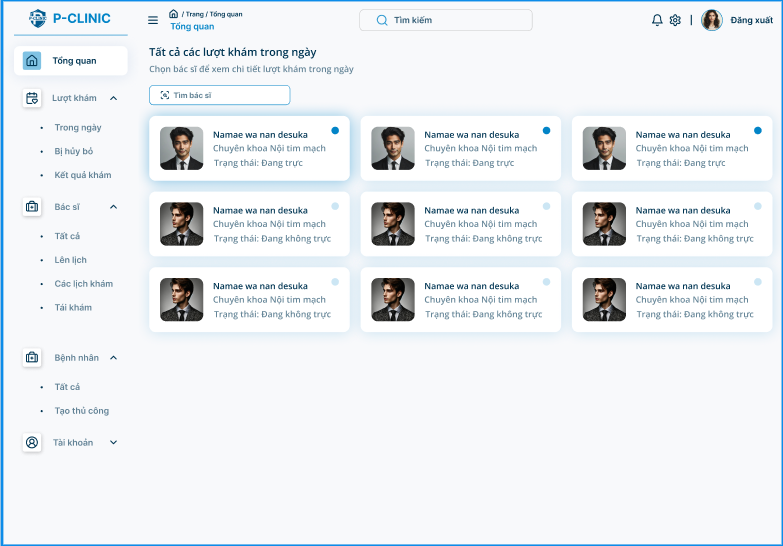 P-CLINIC
/ Trang / Tổng quan
Tổng quan
Tìm kiếm
Đăng xuất
Tổng quan
Lượt khám
Trong ngày
Bị hủy bỏ
Kết quả khám
Bác sĩ
Tất cả
Lên lịch
Các lịch khám
Tái khám
Bệnh nhân
Tất cả
Tạo thủ công
Tài khoản
Tất cả các lượt khám trong ngày
Chọn bác sĩ để xem chi tiết lượt khám trong ngày
Tìm bác sĩ
Namae wa nan desuka
Chuyên khoa Nội tim mạch
Trạng thái: Đang trực
Namae wa nan desuka
Chuyên khoa Nội tim mạch
Trạng thái: Đang trực
Namae wa nan desuka
Chuyên khoa Nội tim mạch
Trạng thái: Đang trực
Namae wa nan desuka
Chuyên khoa Nội tim mạch
Trạng thái: Đang không trực
Namae wa nan desuka
Chuyên khoa Nội tim mạch
Trạng thái: Đang không trực
Namae wa nan desuka
Chuyên khoa Nội tim mạch
Trạng thái: Đang không trực
Namae wa nan desuka
Chuyên khoa Nội tim mạch
Trạng thái: Đang không trực
Namae wa nan desuka
Chuyên khoa Nội tim mạch
Trạng thái: Đang không trực
Namae wa nan desuka
Chuyên khoa Nội tim mạch
Trạng thái: Đang không trực